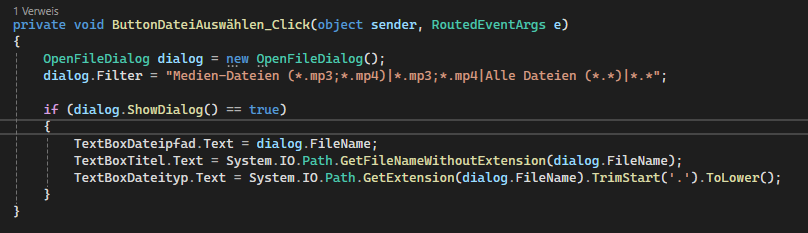 1 Verweis
private void ButtonDateiAuswählen_Click(object sender, RoutedEventArgs e)
{
OpenFileDialog dialog = new OpenFileDialog();
dialog.Filter = "Medien-Dateien (*.mp3;*.mp4)|*.mp3;*.mp4|Alle Dateien (*.*)|*.*";
if (dialog.ShowDialog() == true)
{
TextBoxDateipfad.Text = dialog.FileName;
TextBoxTitel.Text = System.IO.Path.GetFileNameWithoutExtension(dialog.FileName);
TextBoxDateityp.Text = System.IO.Path.GetExtension(dialog.FileName).TrimStart('.').ToLower();
}
}